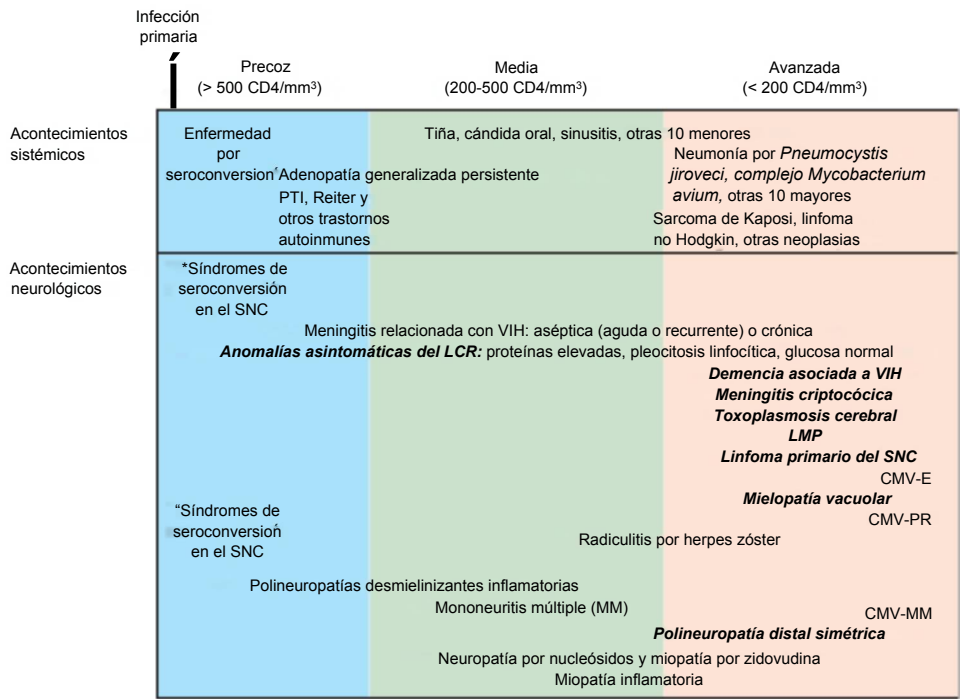 Infección
primaria
Precoz
(> 500 CD4/mm³)
Media
(200-500 CD4/mm³)
Avanzada
(< 200 CD4/mm³)
Acontecimientos
sistémicos
Enfermedad
por
seroconversion
Adenopatía generalizada persistente
PTI, Reiter y
otros trastornos
autoinmunes
Tiña, cándida oral, sinusitis, otras 10 menores
Neumonía por Pneumocystis
jiroveci, complejo Mycobacterium
avium, otras 10 mayores
Sarcoma de Kaposi, linfoma
no Hodgkin, otras neoplasias
Acontecimientos
neurológicos
*Síndromes de
seroconversión
en el SNC
Meningitis relacionada con VIH: aséptica (aguda o recurrente) o crónica
Anomalías asintomáticas del LCR: proteínas elevadas, pleocitosis linfocítica, glucosa normal
Demencia asociada a VIH
Meningitis criptocócica
Toxoplasmosis cerebral
LMP
Linfoma primario del SNC
CMV-E
Mielopatía vacuolar
CMV-PR
“Síndromes de
seroconversión
en el SNC
Radiculitis por herpes zóster
Polineuropatías desmielinizantes inflamatorias
Mononeuritis múltiple (MM)
CMV-MM
Polineuropatía distal simétrica
Neuropatía por nucleósidos y miopatía por zidovudina
Miopatía inflamatoria